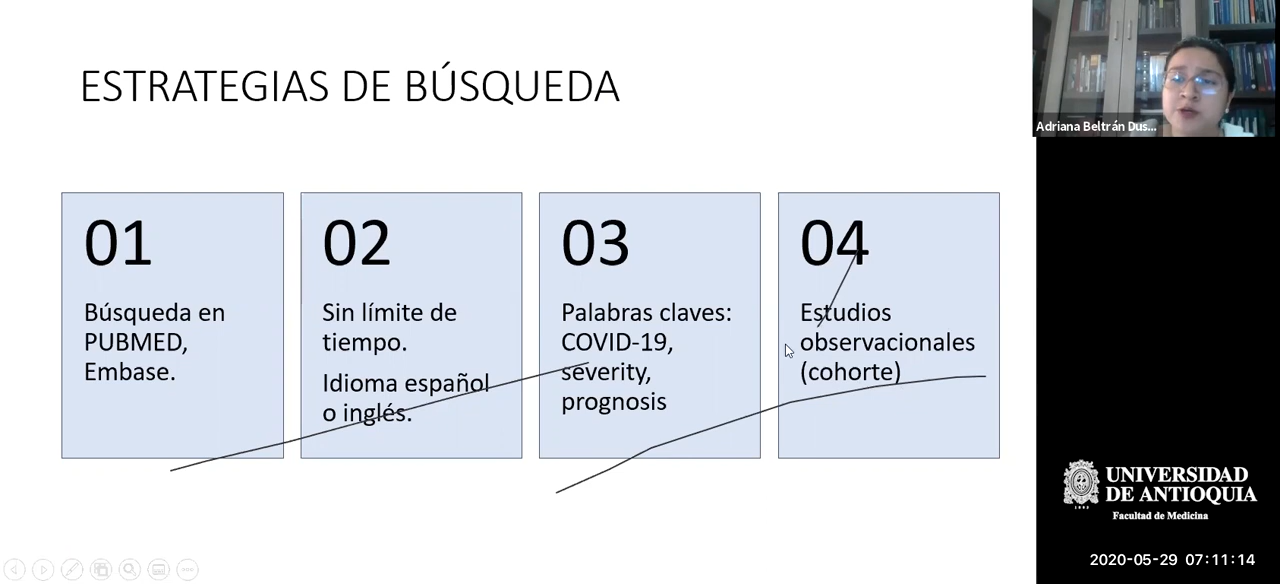 ESTRATEGIAS DE BÚSQUEDA
01
Búsqueda en
PUBMED,
Embase.
02
Sin límite de
tiempo.
Idioma español
o inglés.
03
Palabras claves:
COVID-19,
severity,
prognosis
04
Estudios
observacionales
(cohorte)
Adriana Beltrán Dus...
UNIVERSIDAD
DE ANTIOQUIA
1803
Facultad de Medicina
2020-05-29 07:11:14